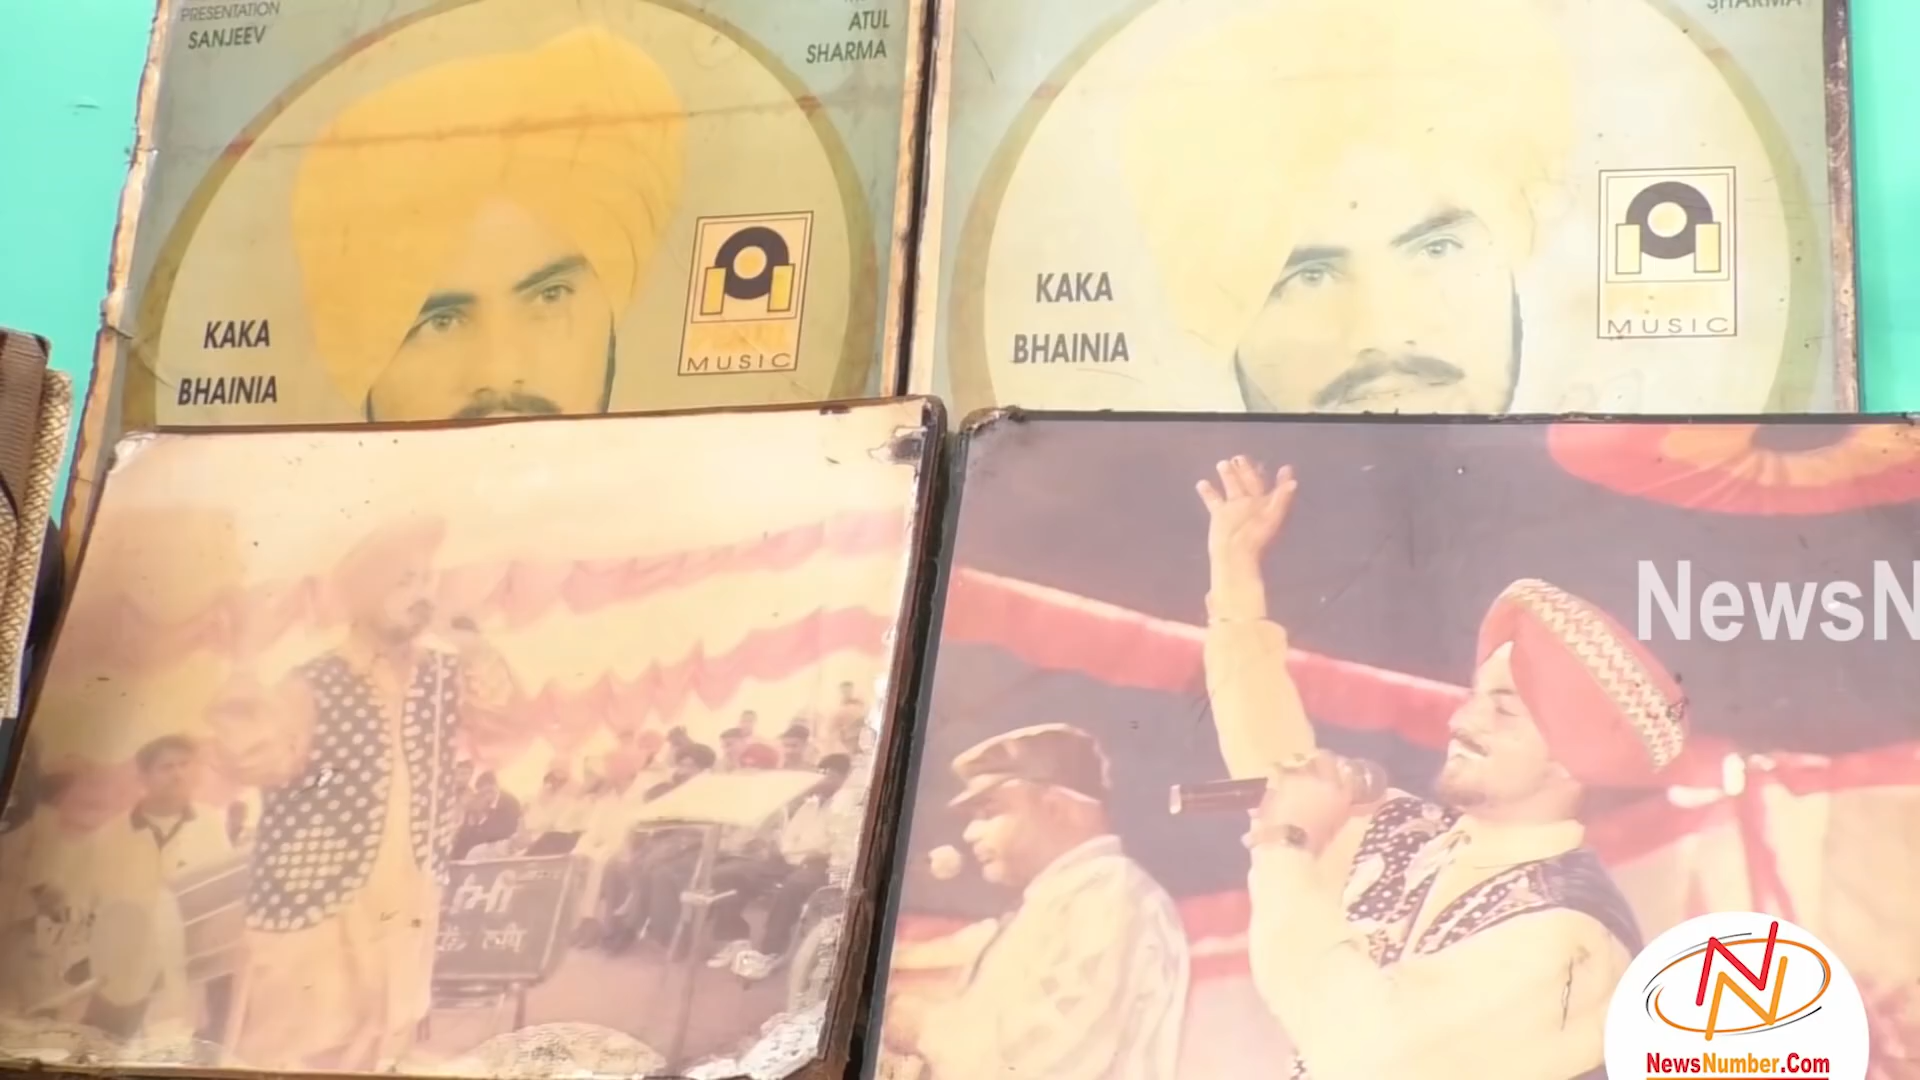 PRESENTATION
SANJEEV
ATUL
SHARMA
KAKA
BHAINIA
MUSIC
SHARMA
KAKA
BHAINIA
MUSIC
NewsN
NewsNumber.Com